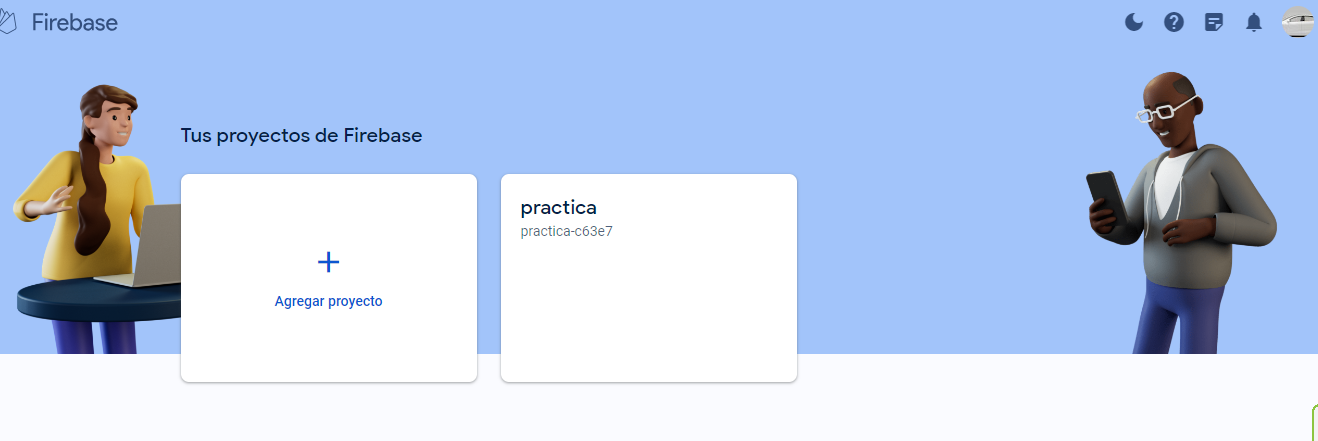 Firebase
Tus proyectos de Firebase
Agregar proyecto
practica
practica-c63e7